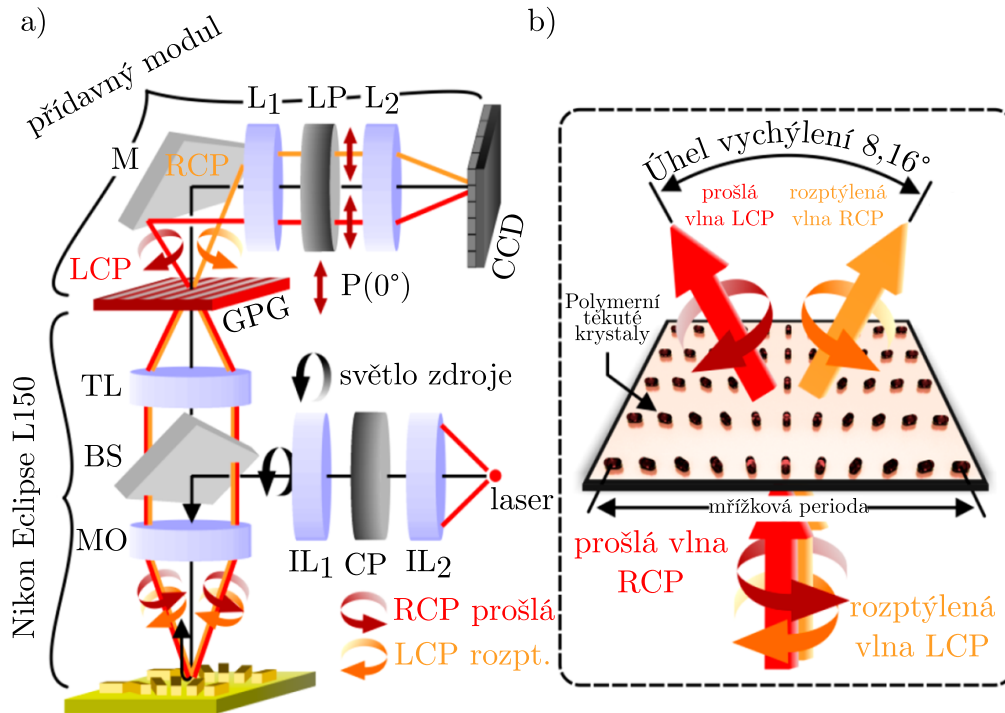 a)
přídavný modul
L1
LP
L2
M
RCP
LCP
GPG
P(0°)
CCD
Nikon Eclipse L150
TL
BS
MO
světlo zdroje
laser
IL1
CP
IL2
RCP prošlá
LCP rozpt.
b)
Úhel vychýlení 8,16°
prošlá
vlna LCP
rozptýlená
vlna RCP
Polymerní
tekuté
krystaly
mřížková perioda
prošlá vlna
RCP
rozptýlená
vlna LCP